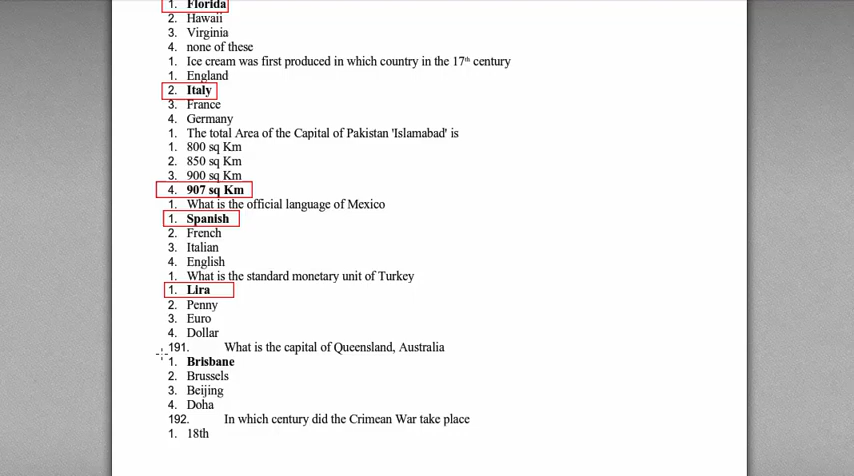 1. Florida
2. Hawaii
3. Virginia
4. none of these
1. Ice cream was first produced in which country in the 17th century
1. England
2. Italy
3. France
4. Germany
1. The total Area of the Capital of Pakistan 'Islamabad' is
1. 800 sq Km
2. 850 sq Km
3. 900 sq Km
4. 907 sq Km
1. What is the official language of Mexico
1. Spanish
2. French
3. Italian
4. English
1. What is the standard monetary unit of Turkey
1. Lira
2. Penny
3. Euro
4. Dollar
191. What is the capital of Queensland, Australia
1. Brisbane
2. Brussels
3. Beijing
4. Doha
192. In which century did the Crimean War take place
1. 18th